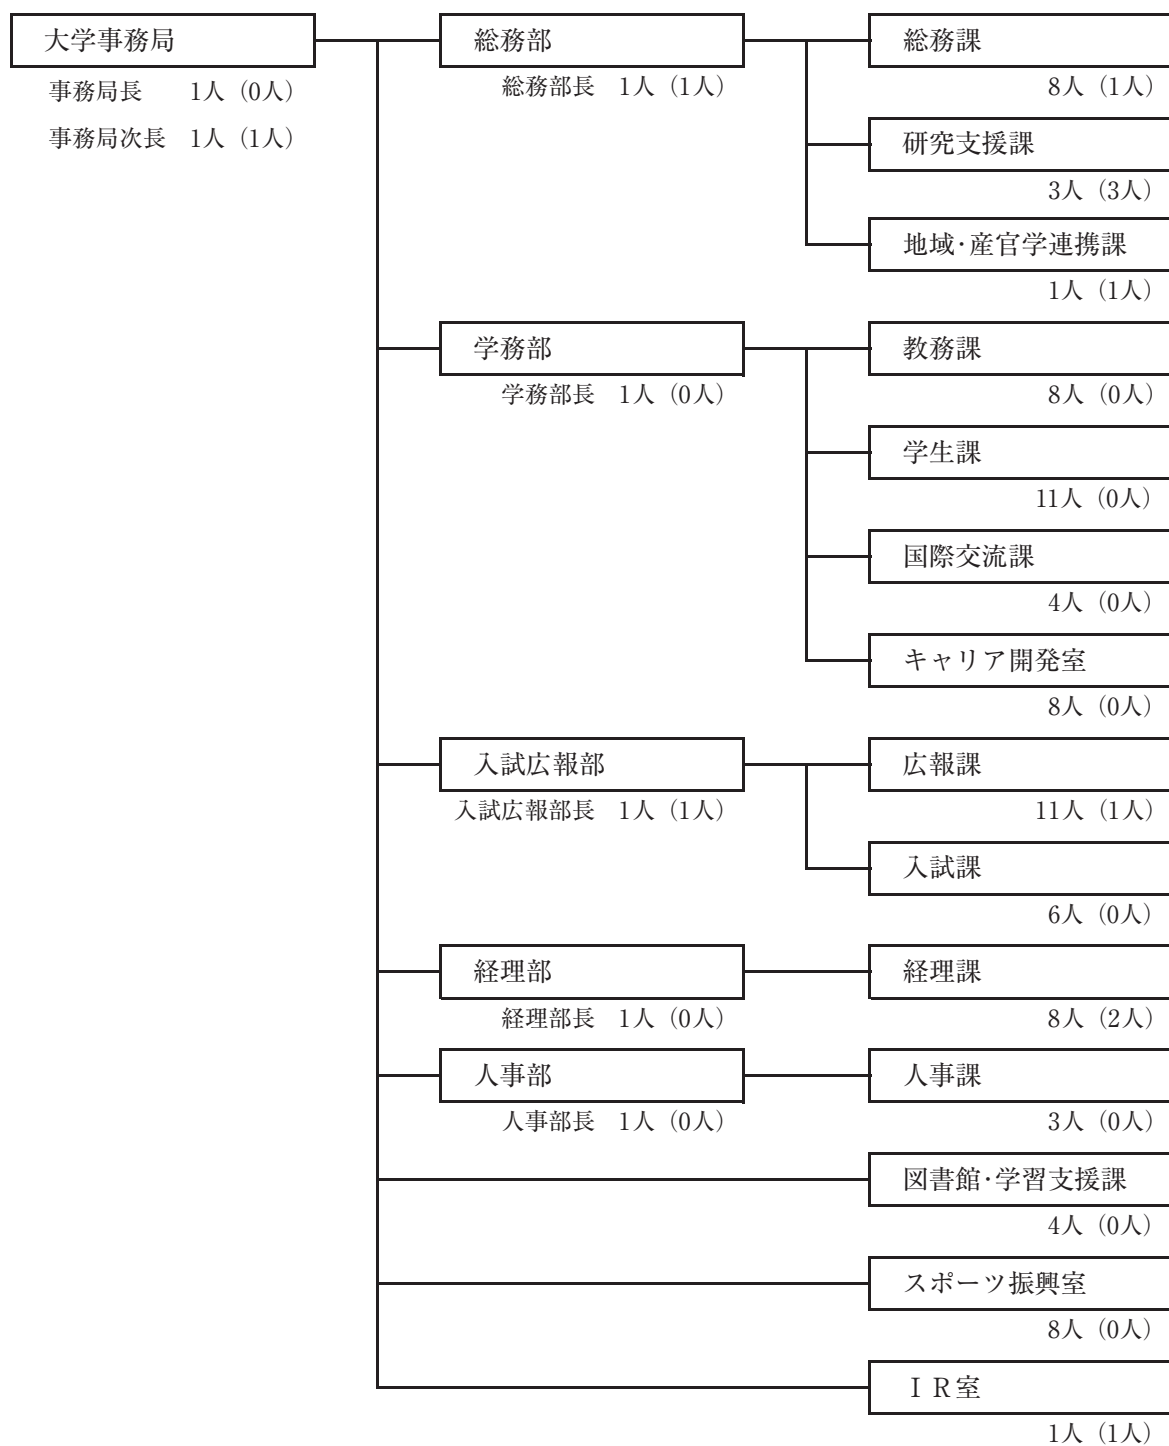 大学事務局
事務局長 1人（0人）
事務局次長 1人（1人）
総務部
総務部長 1人（1人）
総務課
8人（1人）
研究支援課
3人（3人）
地域･産官学連携課
1人（1人）
学務部
学務部長 1人（0人）
教務課
8人（0人）
学生課
11人（0人）
国際交流課
4人（0人）
キャリア開発室
8人（0人）
入試広報部
入試広報部長 1人（1人）
広報課
11人（1人）
入試課
6人（0人）
経理部
経理部長 1人（0人）
経理課
8人（2人）
人事部
人事部長 1人（0人）
人事課
3人（0人）
図書館･学習支援課
4人（0人）
スポーツ振興室
8人（0人）
ＩＲ室
1人（1人）